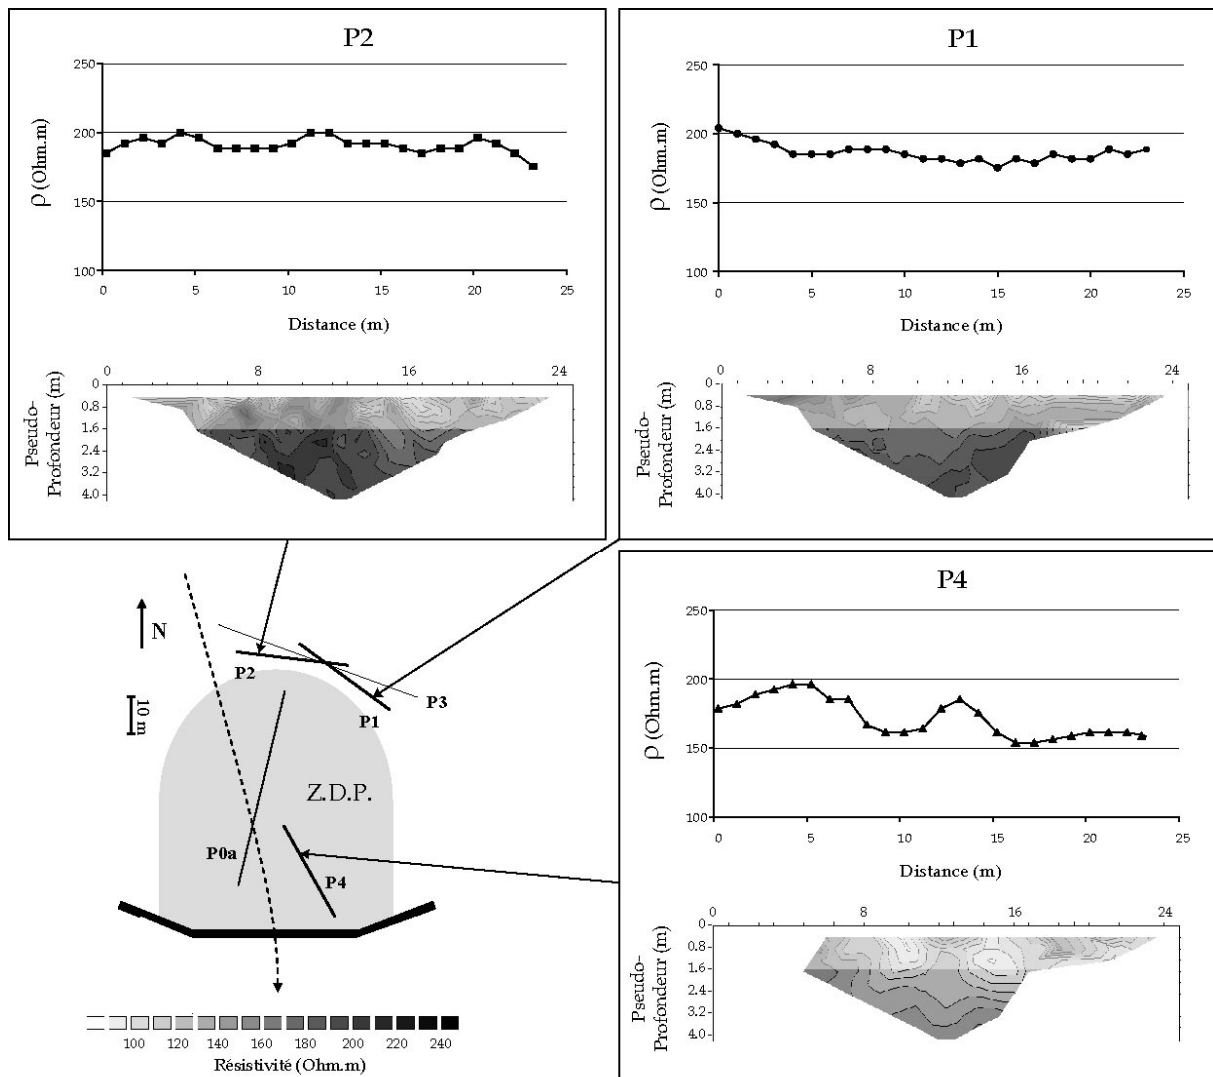 P2
250
200
150
100
ρ (Ohm.m)
0 5 10 15 20 25
Distance (m)
0 8 16 24
Pseudo-
Profondeur (m)
0
0.8
1.6
2.4
3.2
4.0
P1
250
200
150
100
ρ (Ohm.m)
0 5 10 15 20 25
Distance (m)
0 8 16 24
Pseudo-
Profondeur (m)
0
0.8
1.6
2.4
3.2
4.0
N
10 m
P2
P1
P3
Z.D.P.
P0a
P4
100 120 140 160 180 200 220 240
Résistivité (Ohm.m)
P4
250
200
150
100
ρ (Ohm.m)
0 5 10 15 20 25
Distance (m)
0 8 16 24
Pseudo-
Profondeur (m)
0
0.8
1.6
2.4
3.2
4.0